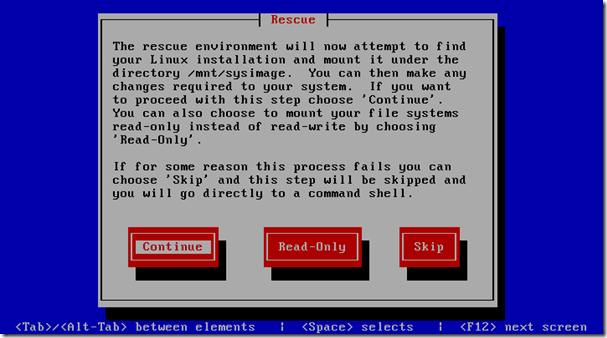 Rescue
The rescue environment will now attempt to find
your Linux installation and mount it under the
directory /mnt/sysimage.  You can then make any
changes required to your system.  If you want
to proceed with this step choose 'Continue'.
You can also choose to mount your file systems
read-only instead of read-write by choosing
'Read-Only'.
If for some reason this process fails you can
choose 'Skip' and this step will be skipped and
you will go directly to a command shell.
Continue Read-Only Skip
<Tab>/<Alt-Tab> between elements   |  <Space> selects   |  <F12> next screen